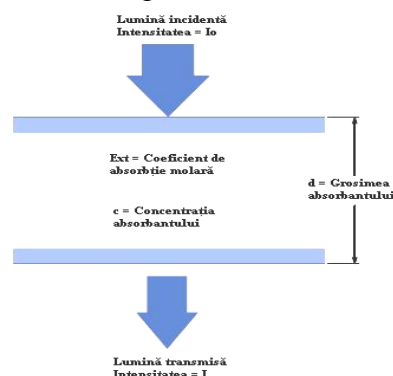 Lumină incidentă
Intensitatea = Io
Ext = Coeficient de
absorbție molară
d = Grosimea
absorbantului
c = Concentrația
absorbantului
Lumină transmisă
Intensitatea = I